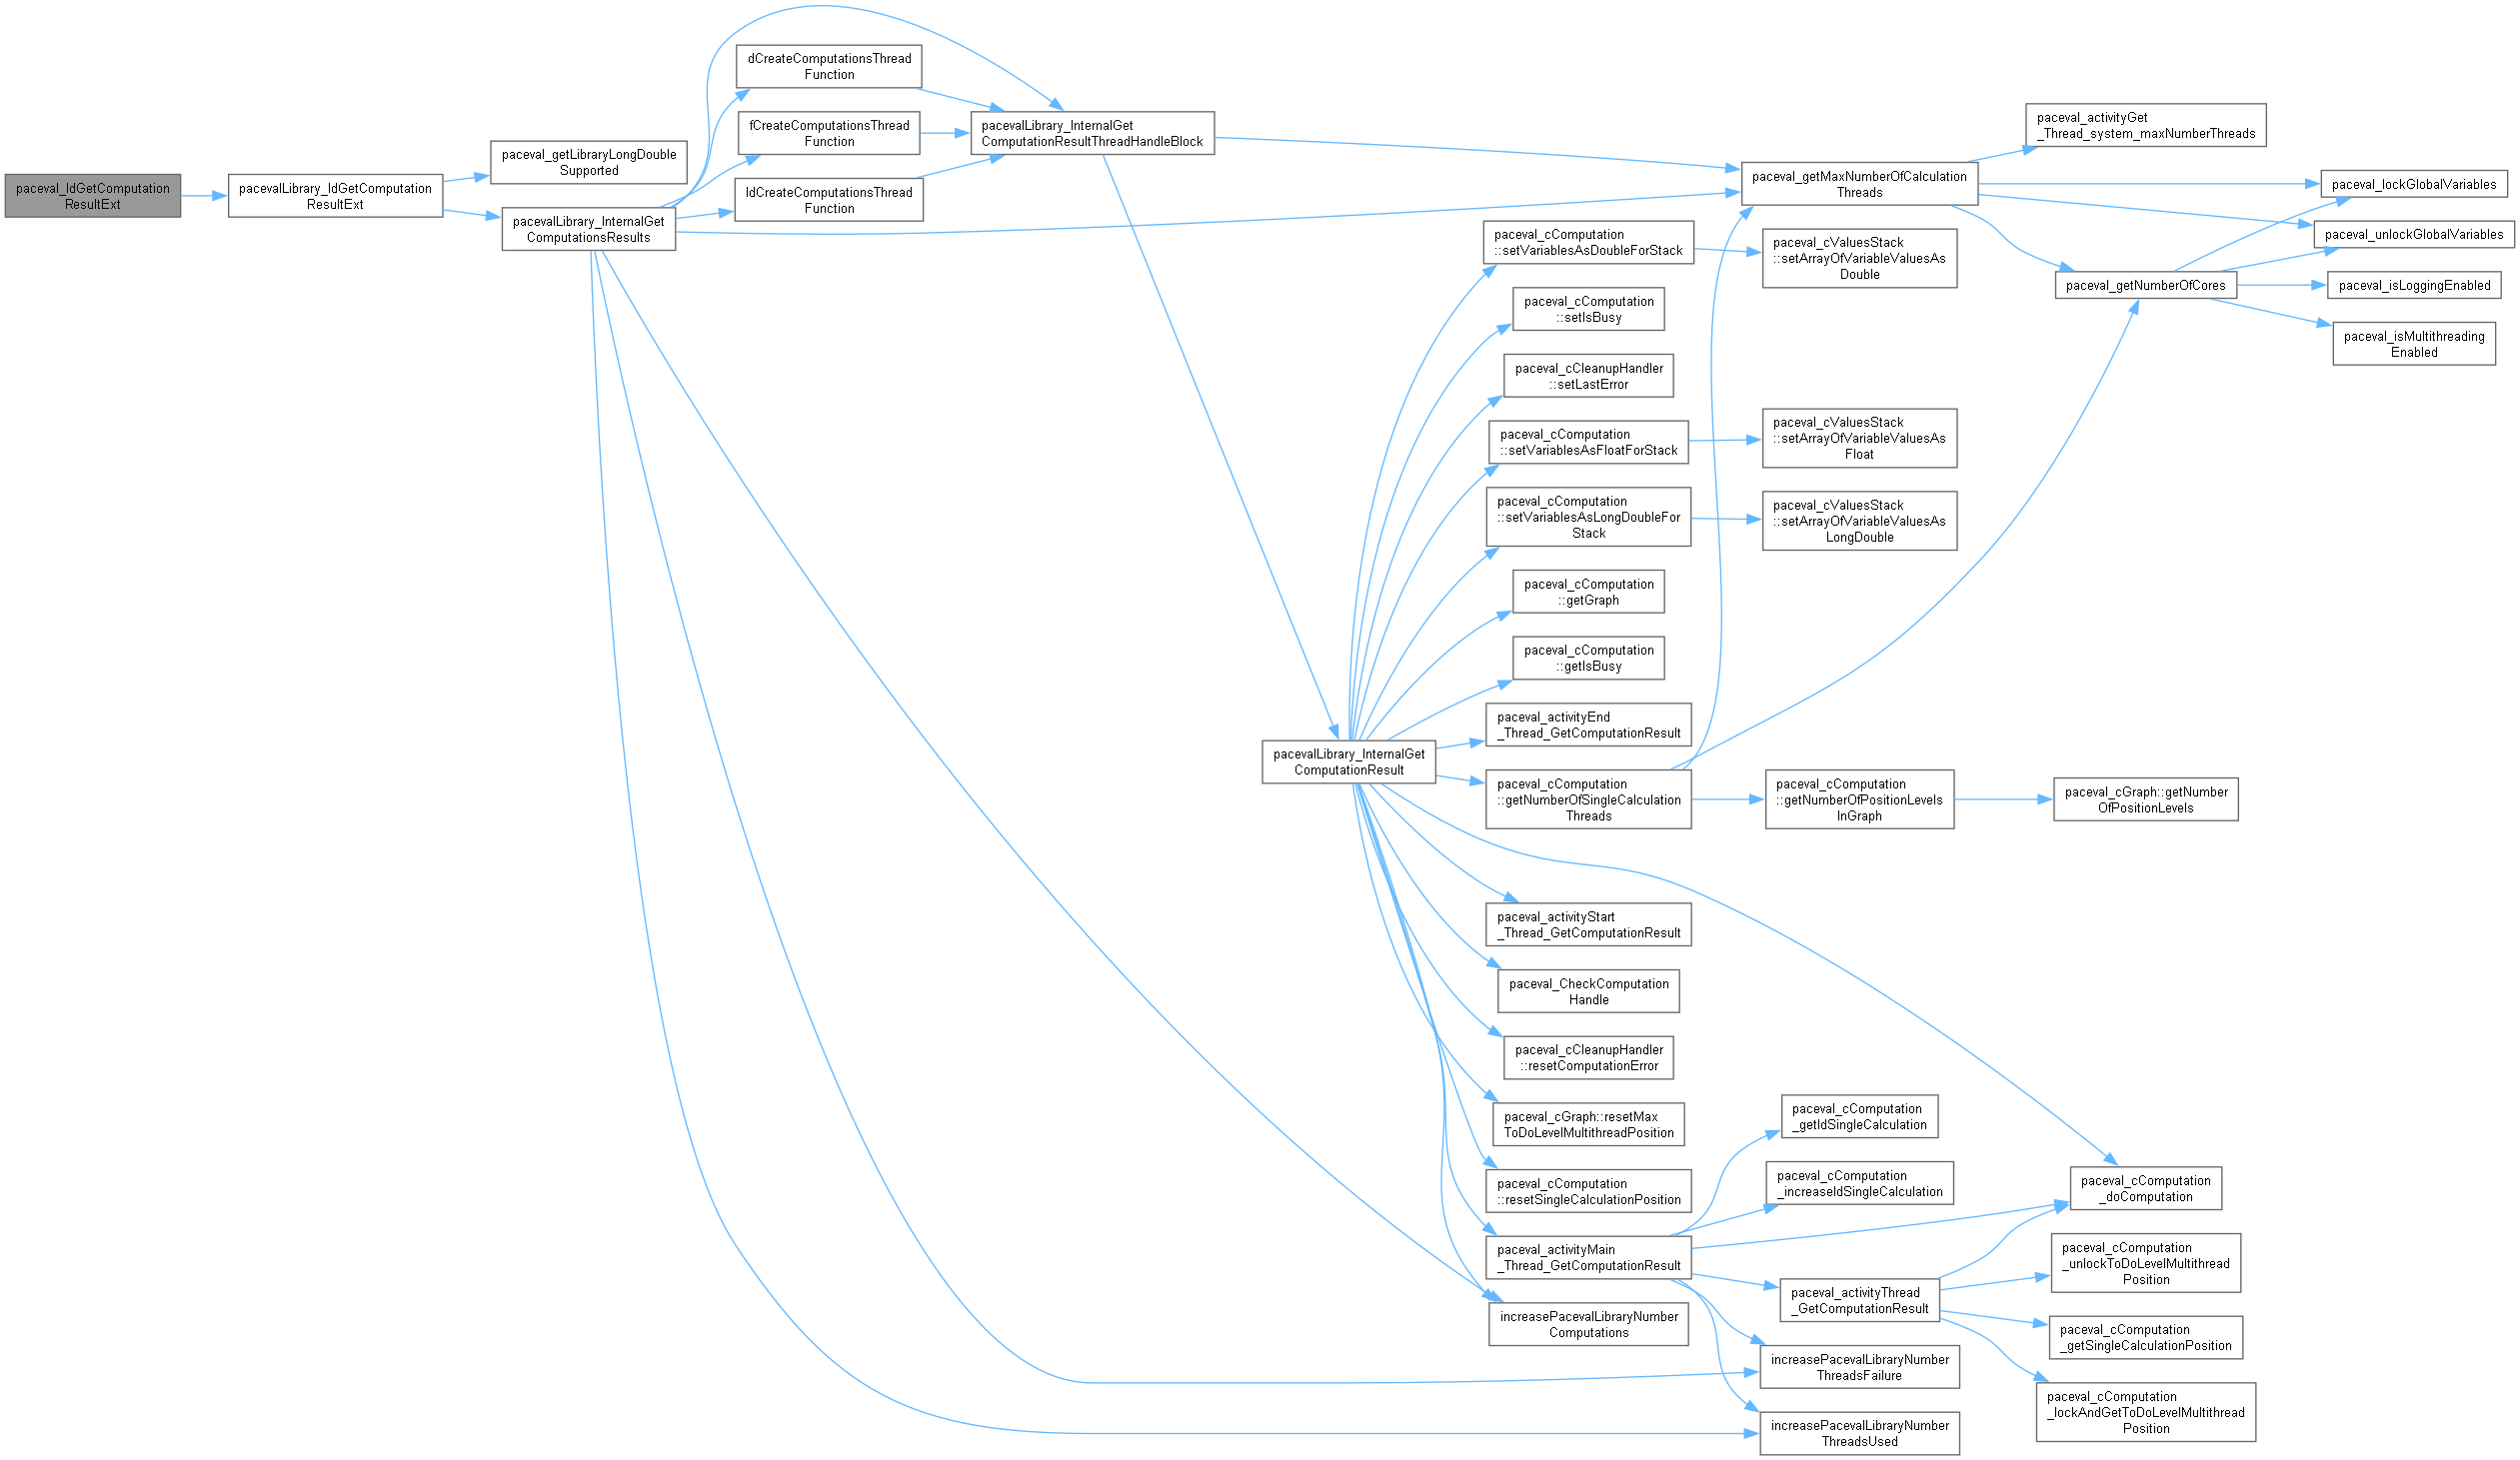 paceval_ldGetComputation
ResultExt
pacevalLibrary_ldGetComputation
ResultExt
paceval_getLibraryLongDouble
Supported
pacevalLibrary_InternalGet
ComputationsResults
dCreateComputationsThread
Function
fCreateComputationsThread
Function
ldCreateComputationsThread
Function
pacevalLibrary_InternalGet
ComputationResultThreadHandleBlock
pacevalLibrary_InternalGet
ComputationResult
paceval_cComputation
::setVariablesAsDoubleForStack
paceval_cComputation
::setIsBusy
paceval_cCleanupHandler
::setLastError
paceval_cComputation
::setVariablesAsFloatForStack
paceval_cComputation
::setVariablesAsLongDoubleFor
Stack
paceval_cComputation
::getGraph
paceval_cComputation
::getIsBusy
paceval_activityEnd
_Thread_GetComputationResult
paceval_cComputation
::getNumberOfSingleCalculation
Threads
paceval_activityStart
_Thread_GetComputationResult
paceval_CheckComputation
Handle
paceval_cCleanupHandler
::resetComputationError
paceval_cGraph::resetMax
ToDoLevelMultithreadPosition
paceval_cComputation
::resetSingleCalculationPosition
paceval_activityMain
_Thread_GetComputationResult
increasePacevalLibraryNumber
Computations
paceval_getMaxNumberOfCalculation
Threads
paceval_cValuesStack
::setArrayOfVariableValuesAs
Double
paceval_cValuesStack
::setArrayOfVariableValuesAs
Float
paceval_cValuesStack
::setArrayOfVariableValuesAs
LongDouble
paceval_cComputation
::getNumberOfPositionLevels
InGraph
paceval_cComputation
_getIdSingleCalculation
paceval_cComputation
_increaseIdSingleCalculation
paceval_activityThread
_GetComputationResult
increasePacevalLibraryNumber
ThreadsFailure
increasePacevalLibraryNumber
ThreadsUsed
paceval_activityGet
_Thread_system_maxNumberThreads
paceval_getNumberOfCores
paceval_cGraph::getNumber
OfPositionLevels
paceval_cComputation
_doComputation
paceval_cComputation
_unlockToDoLevelMultithread
Position
paceval_cComputation
_getSingleCalculationPosition
paceval_cComputation
_lockAndGetToDoLevelMultithread
Position
paceval_lockGlobalVariables
paceval_unlockGlobalVariables
paceval_isLoggingEnabled
paceval_isMultithreading
Enabled